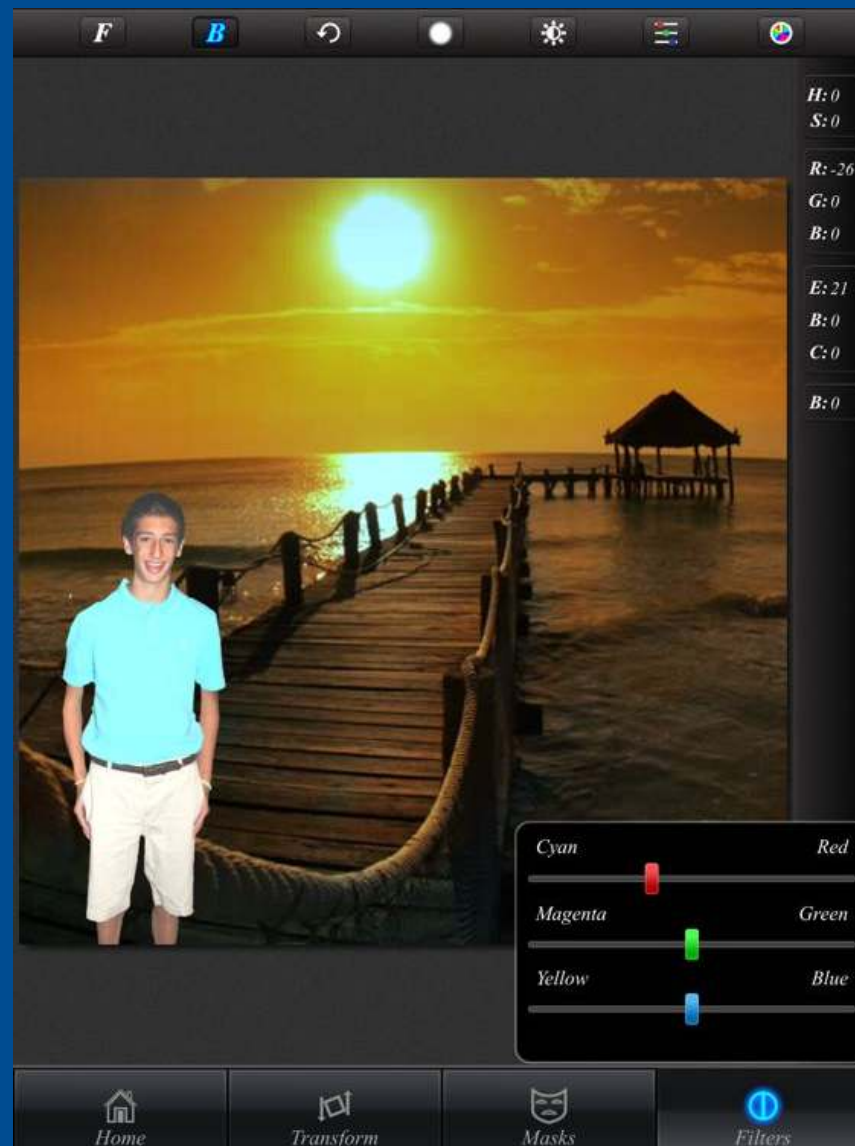 F B
H: 0
S: 0
R: -26
G: 0
B: 0
E: 21
B: 0
C: 0
B: 0
Cyan Red
Magenta Green
Yellow Blue
Home Transform Masks Filters